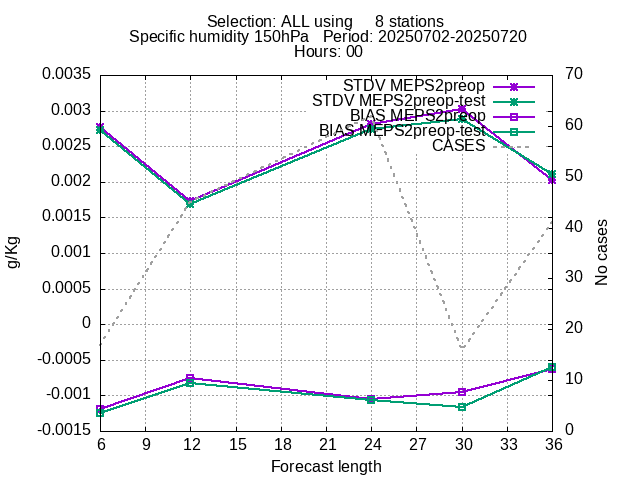 Selection: ALL using     8 stations
Specific humidity 150hPa   Period: 20250702-20250720
Hours: 00
STDV MEPS2preop
STDV MEPS2preop-test
BIAS MEPS2preop
BIAS MEPS2preop-test
CASES
0.0035
0.003
0.0025
0.002
0.0015
0.001
0.0005
0
-0.0005
-0.001
-0.0015
g/Kg
70
60
50
40
30
20
10
0
No cases
6 9 12 15 18 21 24 27 30 33 36
Forecast length